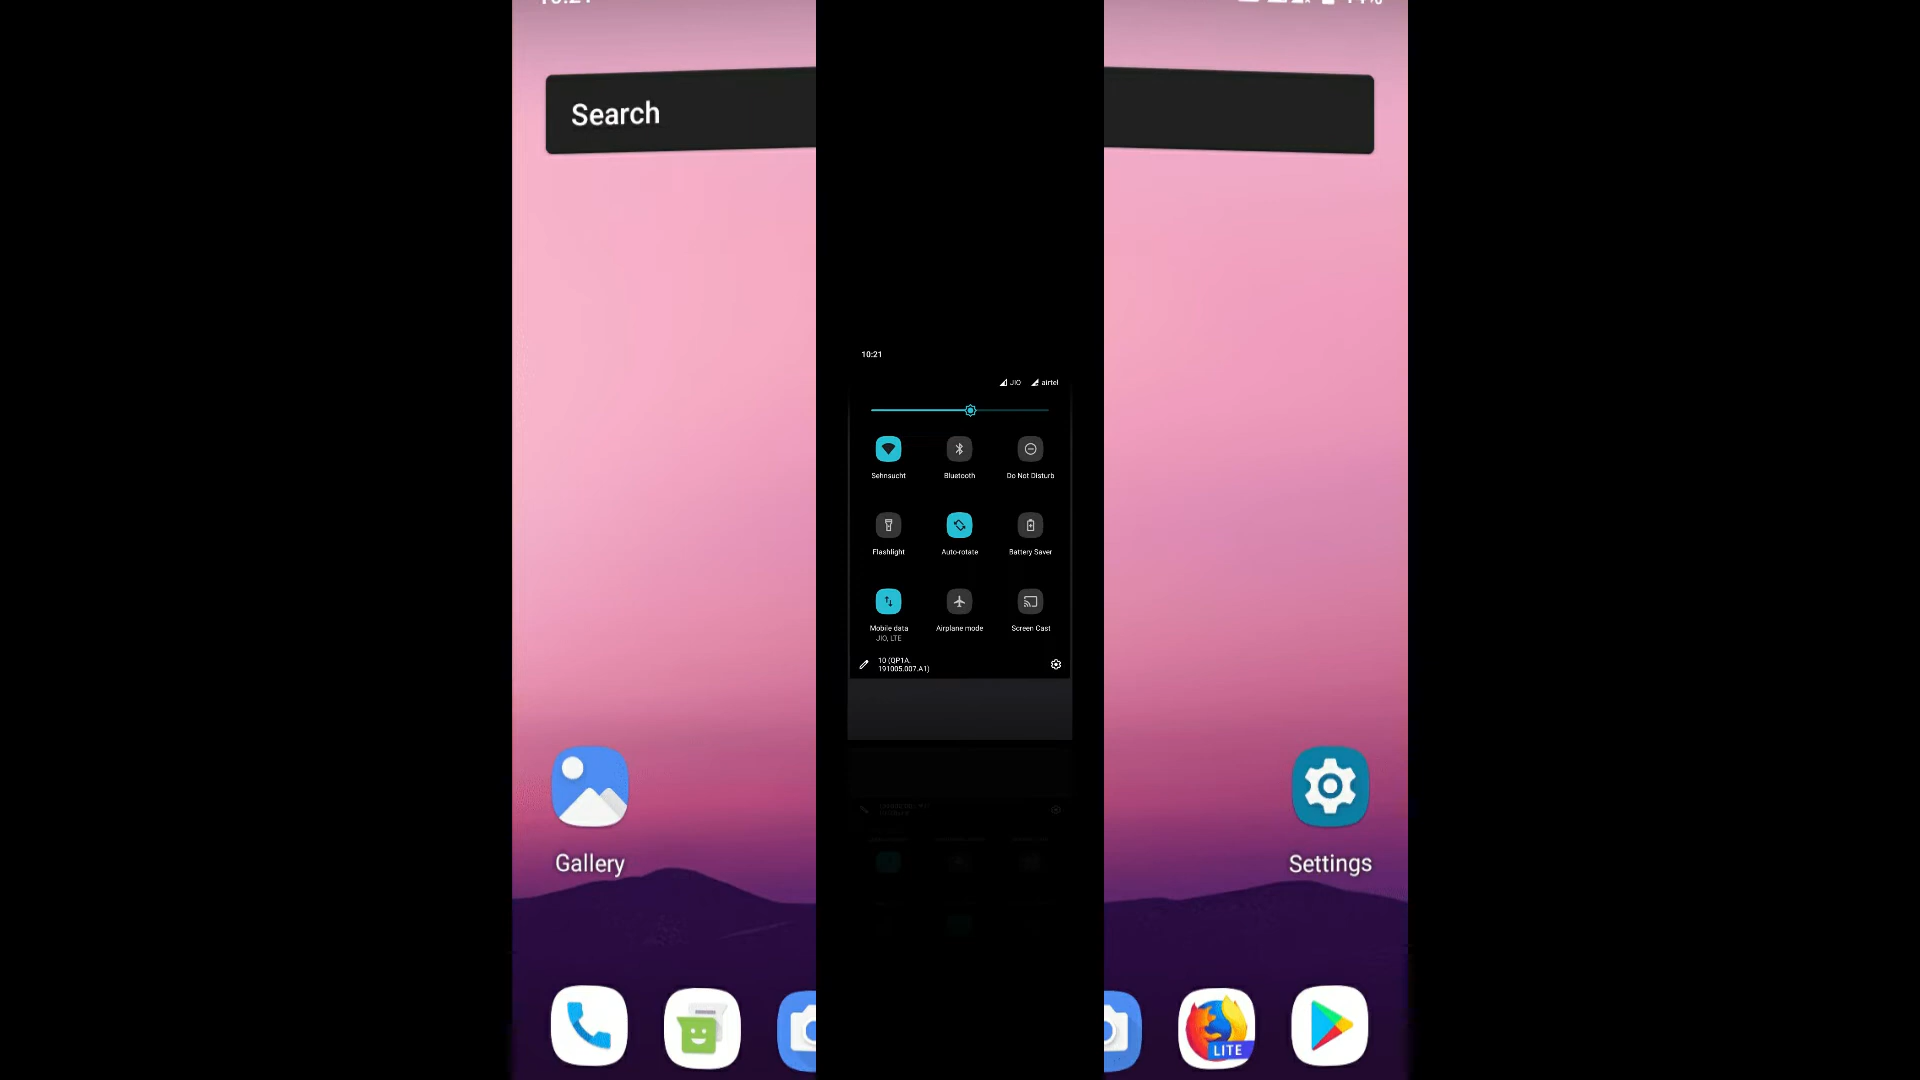 Search
10:21
JIO airtel
Sehnsucht Bluetooth Do Not Disturb
Flashlight Auto-rotate Battery Saver
Mobile data Airplane mode Screen Cast
JIO, LTE
10 (QP1A.
191005.007.A1)
Gallery Settings
LITE